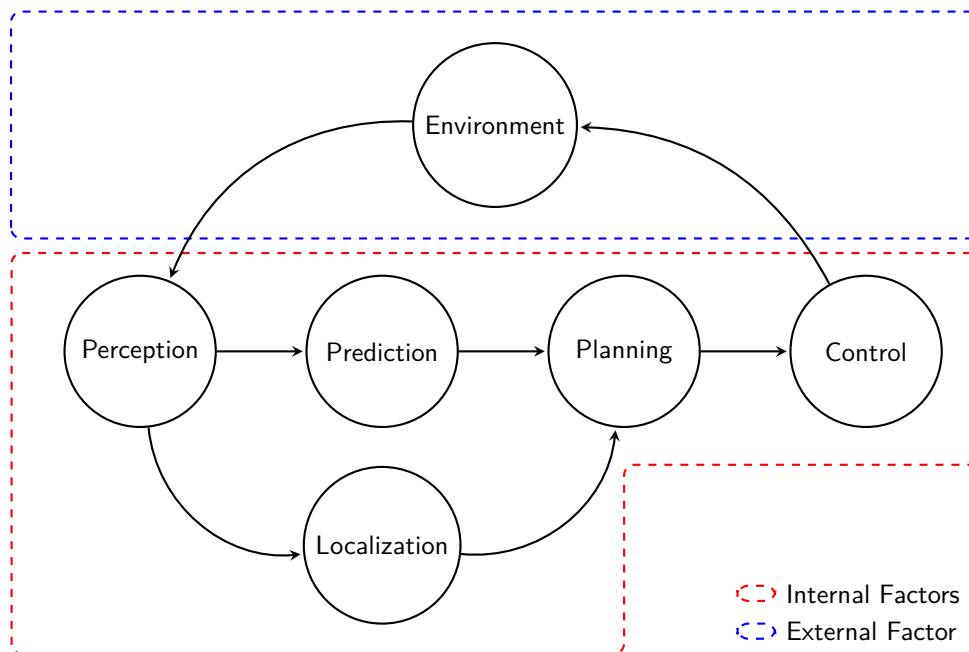 Environment
Perception
Prediction
Planning
Control
Localization
Internal Factors
External Factor